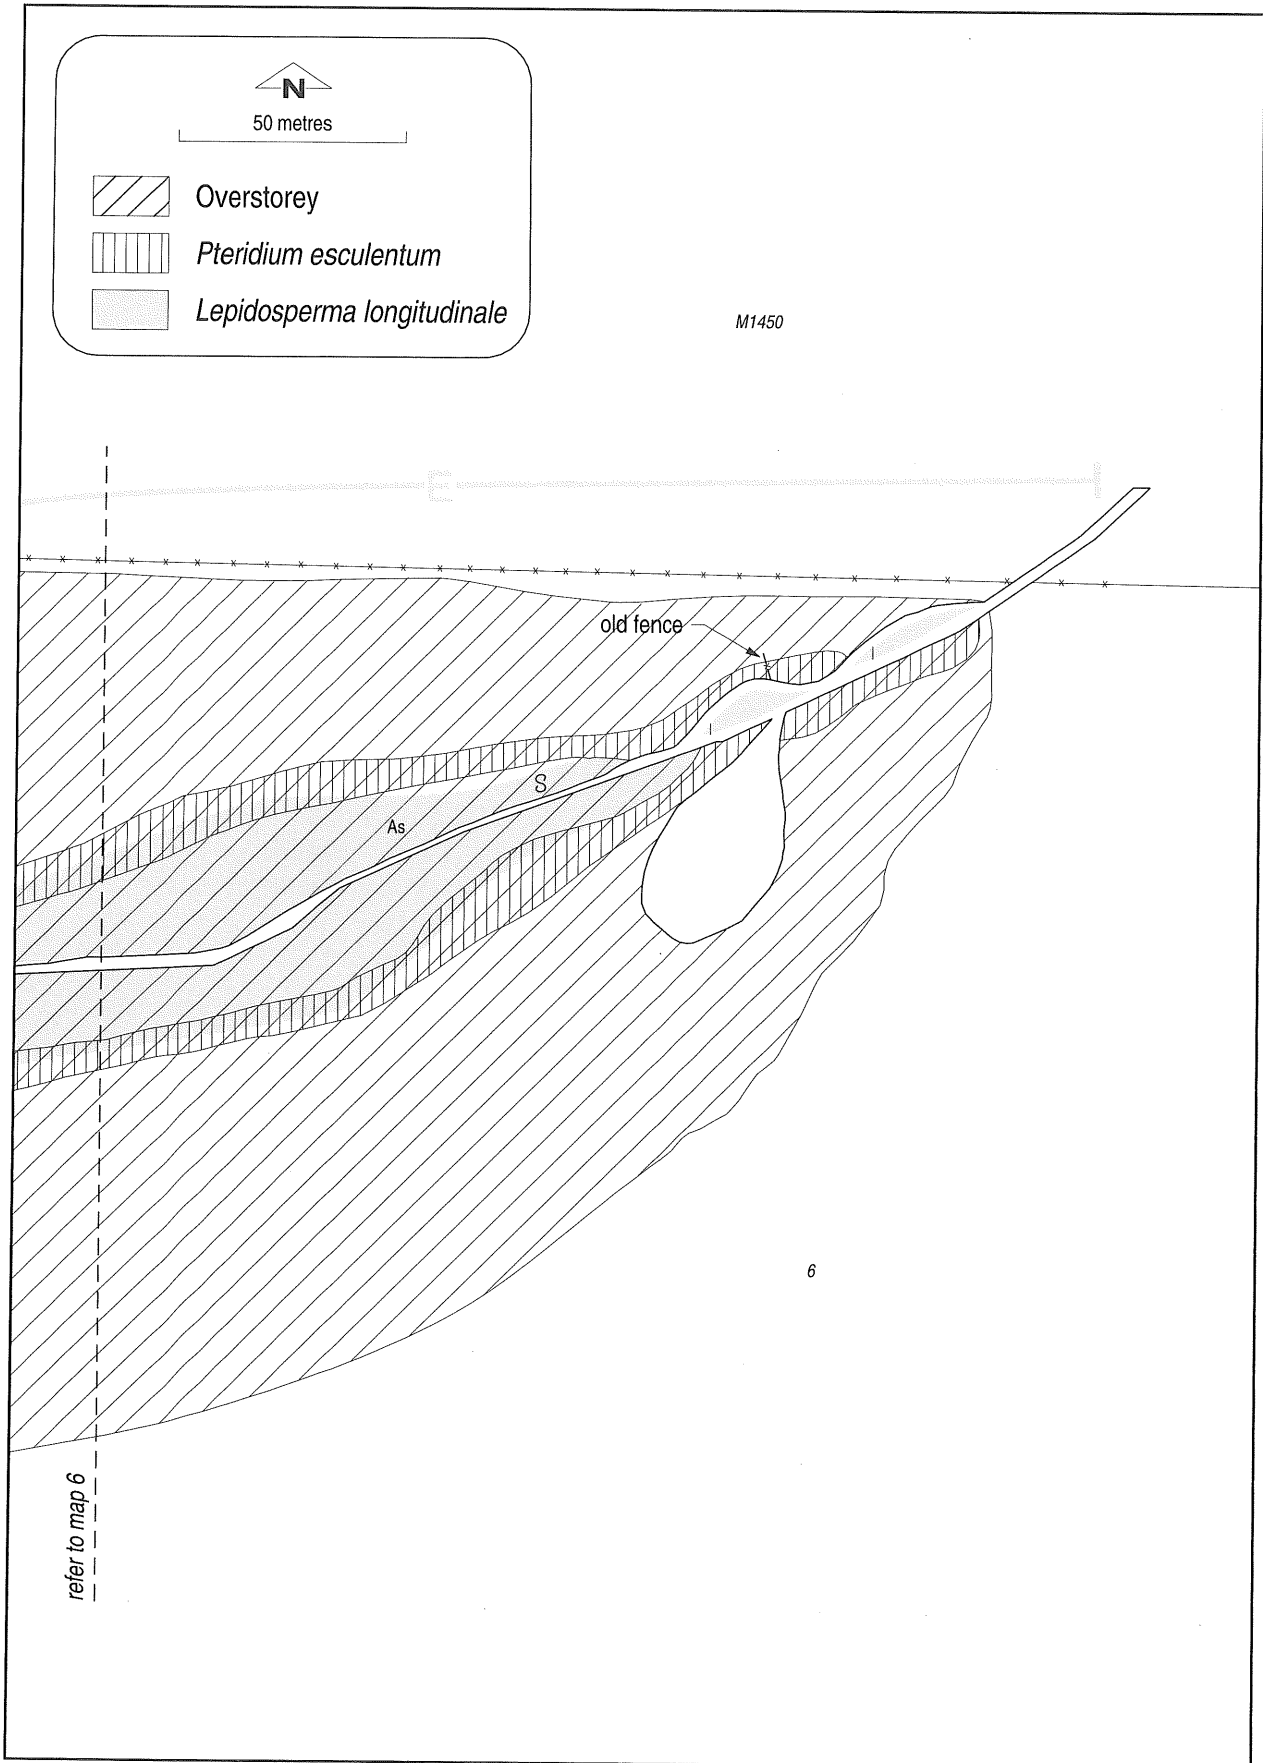 N
50 metres
Overstorey
Pteridium esculentum
Lepidosperma longitudinale
M1450
E
old fence
S
As
6
refer to map 6